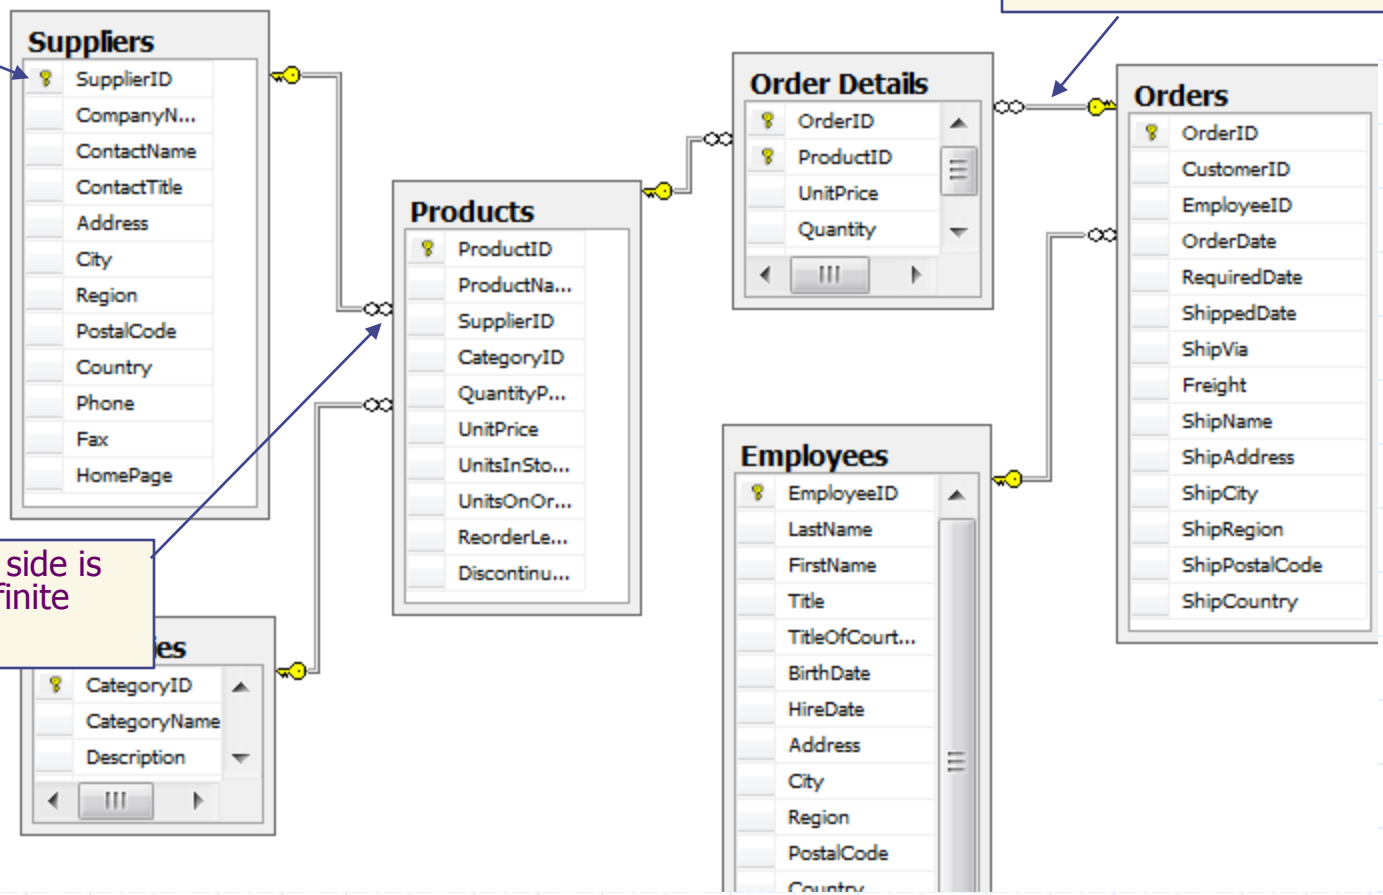 Suppliers
SupplierID
CompanyN...
ContactName
ContactTitle
Address
City
Region
PostalCode
Country
Phone
Fax
HomePage
side is
finite
ies
CategoryID
CategoryName
Description
Products
ProductID
ProductNa...
SupplierID
CategoryID
QuantityP...
UnitPrice
UnitsInSto...
UnitsOnOr...
ReorderLe...
Discontinu...
Order Details
OrderID
ProductID
UnitPrice
Quantity
Employees
EmployeeID
LastName
FirstName
Title
TitleOfCourt...
BirthDate
HireDate
Address
City
Region
PostalCode
Country
Orders
OrderID
CustomerID
EmployeeID
OrderDate
RequiredDate
ShippedDate
ShipVia
Freight
ShipName
ShipAddress
ShipCity
ShipRegion
ShipPostalCode
ShipCountry